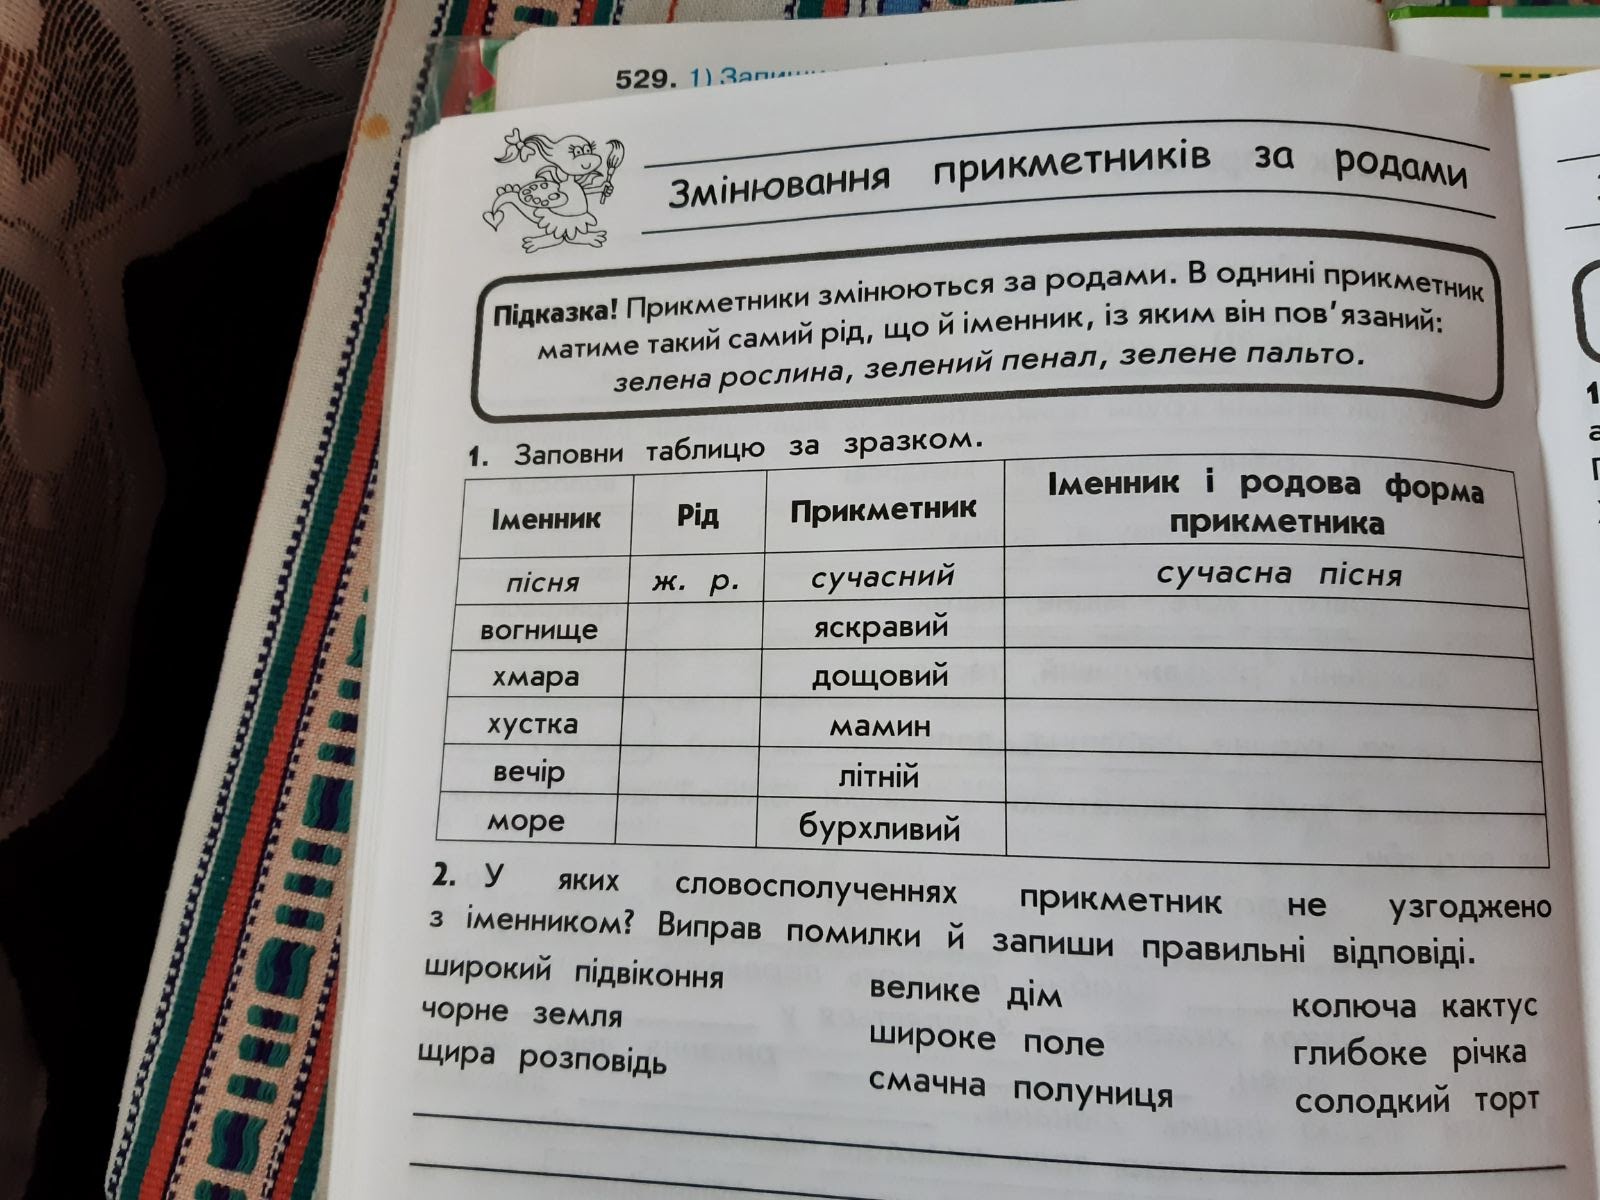 529. 1)
Змінювання прикметників за родами
Підказка! Прикметники змінюються за родами. В однині прикметник
матиме такий самий рід, що й іменник, із яким він пов'язаний:
зелена рослина, зелений пенал, зелене пальто.
1. Заповни таблицю за зразком.
Іменник Рід Прикметник Іменник і родова форма
прикметника
пісня ж. р. сучасний сучасна пісня
вогнище яскравий
хмара дощовий
хустка мамин
вечір літній
море бурхливий
2. У яких словосполученнях прикметник не узгоджено
з іменником? Виправ помилки й запиши правильні відповіді.
широкий підвіконня велике дім колюча кактус
чорне земля широке поле глибоке річка
щира розповідь смачна полуниця солодкий торт